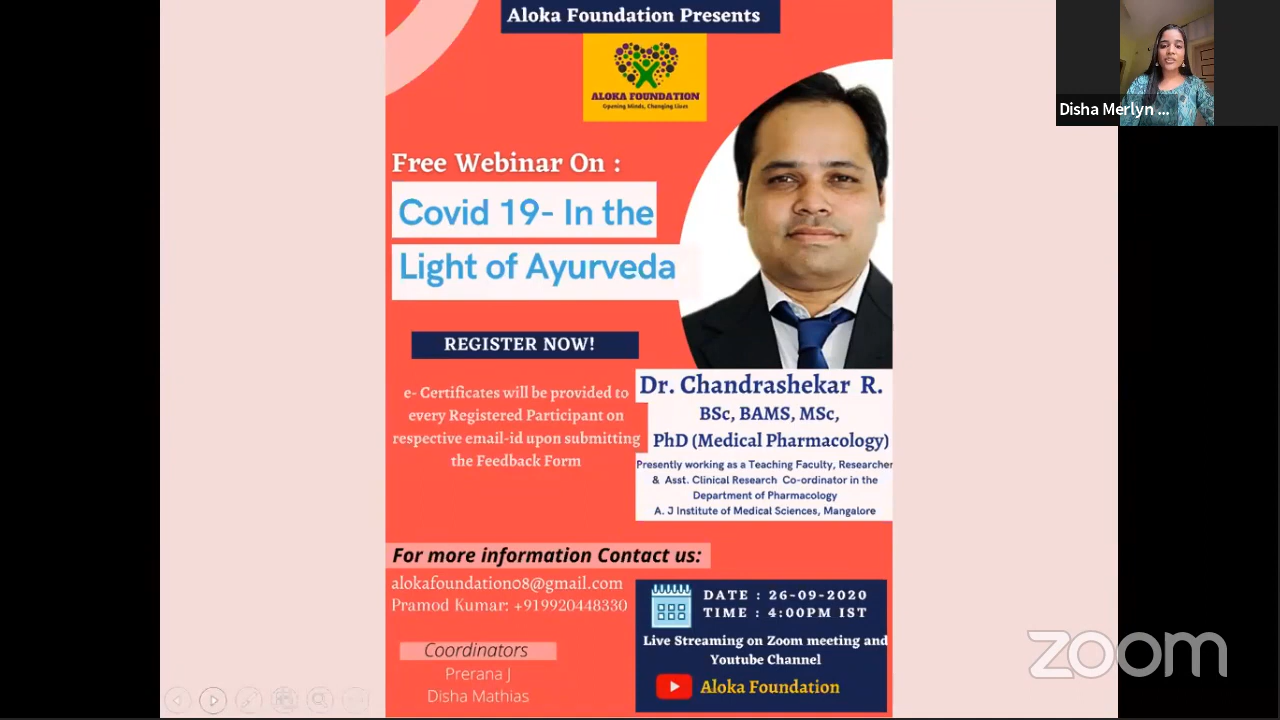 Aloka Foundation Presents
ALOKA FOUNDATION
Opening Minds, Changing Lives
Free Webinar On :
Covid 19- In the
Light of Ayurveda
REGISTER NOW!
e- Certificates will be provided to
every Registered Participant on
respective email-id upon submitting
the Feedback Form
Dr. Chandrashekar R.
BSc, BAMS, MSc,
PhD (Medical Pharmacology)
Presently working as a Teaching Faculty, Researcher
& Asst. Clinical Research Co-ordinator in the
Department of Pharmacology
A. J Institute of Medical Sciences, Mangalore
For more information Contact us:
alokafoundation08@gmail.com
Pramod Kumar: +919920448330
Coordinators
Prerana J
Disha Mathias
DATE : 26-09-2020
TIME : 4:00PM IST
Live Streaming on Zoom meeting and
Youtube Channel
Aloka Foundation
Disha Merlyn ...
zoom